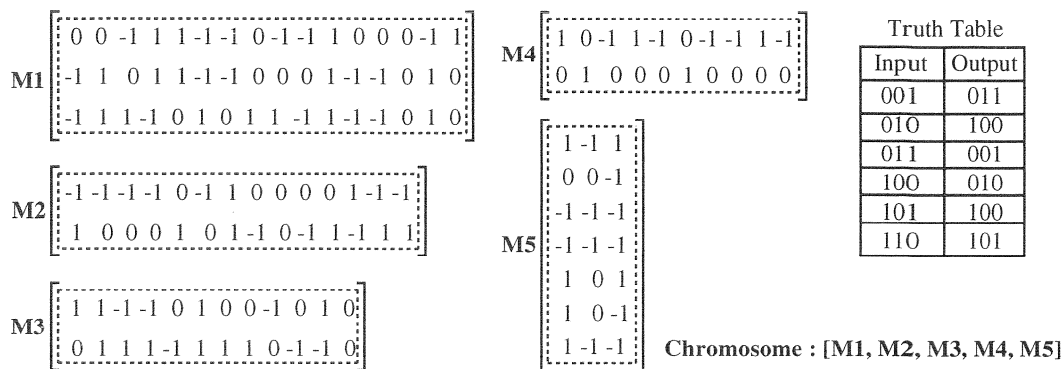 M1
0 0 -1 1 1 -1 -1 0 -1 -1 1 0 0 0 -1 1
-1 1 0 1 1 -1 -1 0 0 0 1 -1 -1 0 1 0
-1 1 1 -1 0 1 0 1 1 -1 1 -1 -1 0 1 0
M2
-1 -1 -1 -1 0 -1 1 0 0 0 0 1 -1 -1
1 0 0 0 1 0 1 -1 0 -1 1 -1 1 1
M3
1 1 -1 -1 0 1 0 0 -1 0 1 0
0 1 1 1 -1 1 1 1 0 -1 -1 0
M4
1 0 -1 1 -1 0 -1 -1 1 -1
0 1 0 0 0 1 0 0 0 0
M5
1 -1 1
0 0 -1
-1 -1 -1
-1 -1 -1
1 0 1
1 0 -1
1 -1 -1
Truth Table
Input Output
001 011
010 100
011 001
100 010
101 100
110 101
Chromosome : [M1, M2, M3, M4, M5]